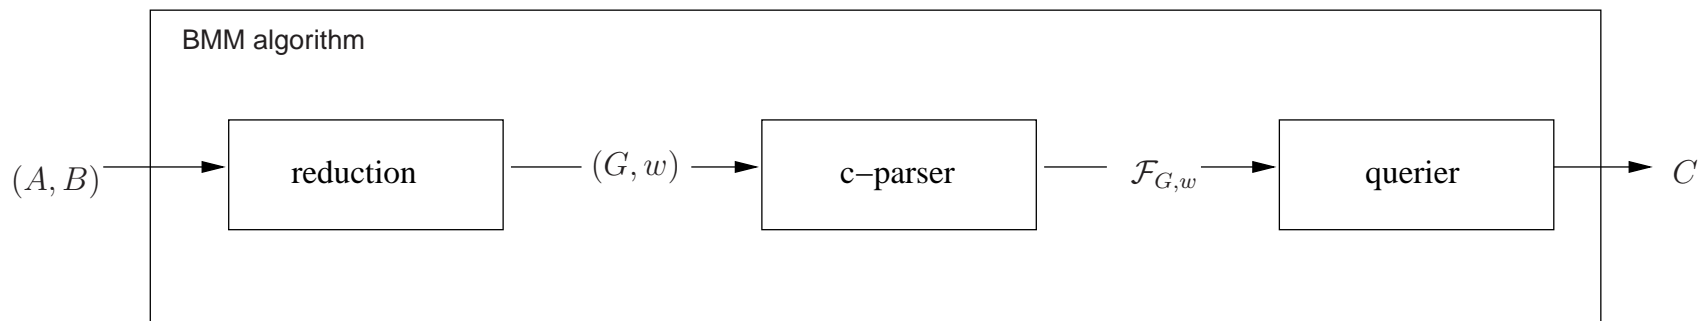 BMM algorithm
(A, B)
reduction
(G, w)
c–parser
ℱ_{G,w}
querier
C